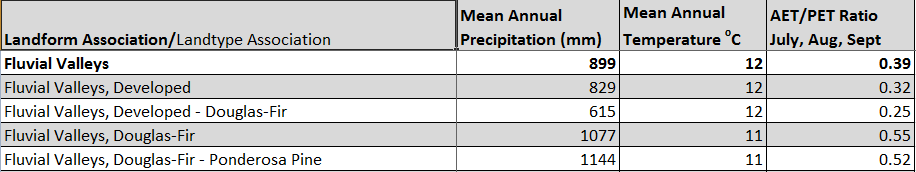 Landform Association/Landtype Association Mean Annual Precipitation (mm) Mean Annual Temperature °C AET/PET Ratio July, Aug, Sept
Fluvial Valleys 899 12 0.39
Fluvial Valleys, Developed 829 12 0.32
Fluvial Valleys, Developed - Douglas-Fir 615 12 0.25
Fluvial Valleys, Douglas-Fir 1077 11 0.55
Fluvial Valleys, Douglas-Fir - Ponderosa Pine 1144 11 0.52